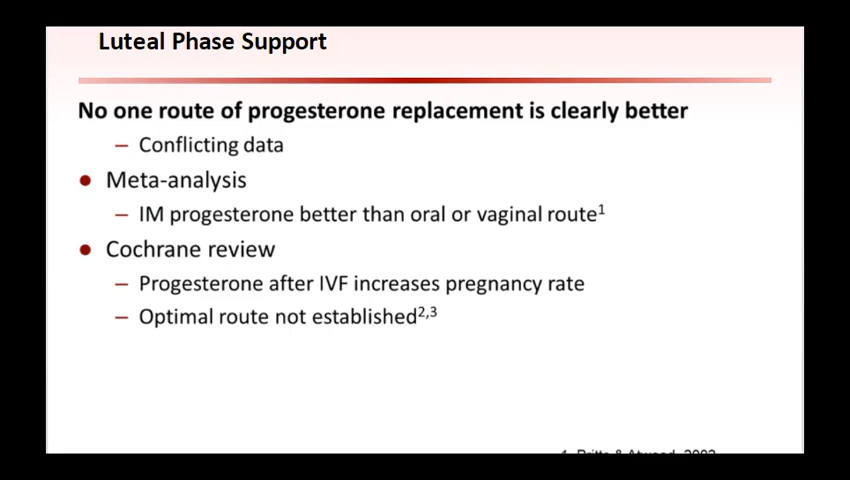 Luteal Phase Support
No one route of progesterone replacement is clearly better
– Conflicting data
● Meta-analysis
– IM progesterone better than oral or vaginal route¹
● Cochrane review
– Progesterone after IVF increases pregnancy rate
– Optimal route not established²,³